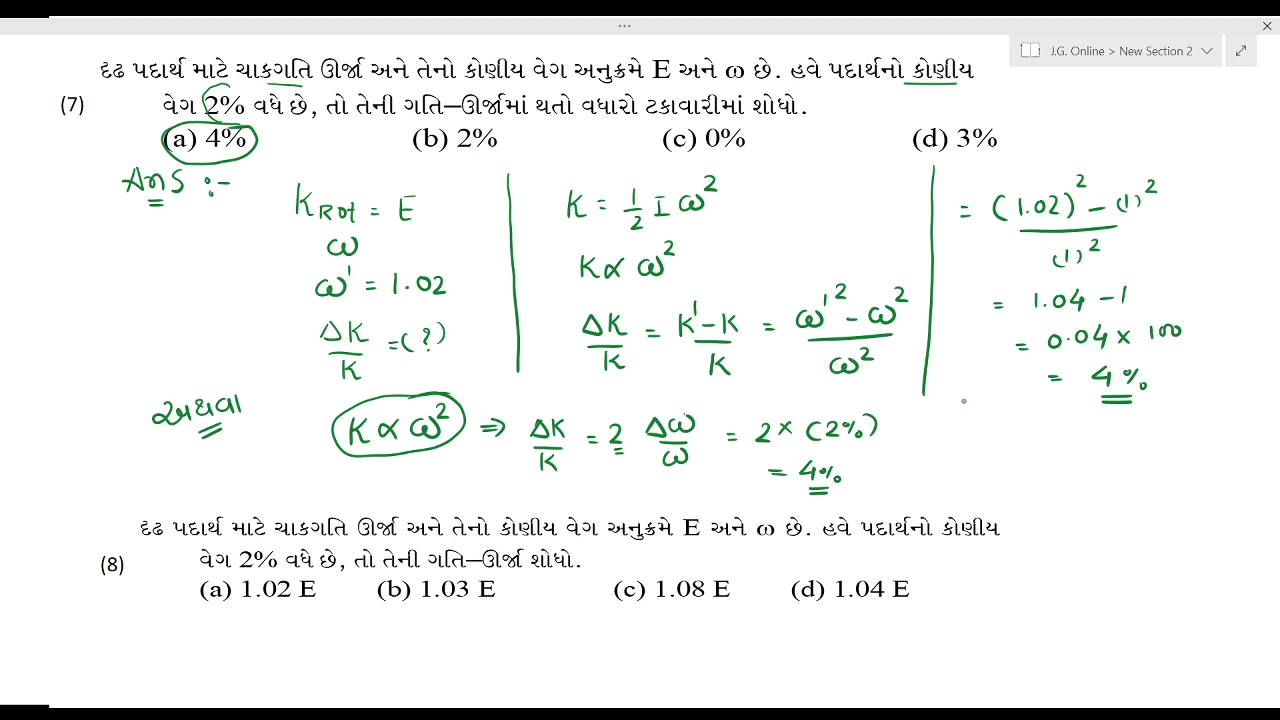 J.G. Online > New Section 2
દૃઢ પદાર્થ માટે ચાકગતિ ઊર્જા અને તેનો કોણીય વેગ અનુક્રમે E અને ω છે. હવે પદાર્થનો કોણીય
(7) વેગ 2% વધે છે, તો તેની ગતિ–ઊર્જામાં થતો વધારો ટકાવારીમાં શોધો.
(a) 4% (b) 2% (c) 0% (d) 3%
Ans :-
K Rot = E
ω
ω' = 1.02
ΔK/K = (?)
K = 1/2 I ω²
K ∝ ω²
ΔK/K = K'-K/K = ω'² - ω²/ω²
= (1.02)² - (1)²/(1)²
= 1.04 - 1
= 0.04 × 100
= 4%
અથવા
K ∝ ω² ⇒ ΔK/K = 2 Δω/ω = 2 × (2%)
= 4%
દૃઢ પદાર્થ માટે ચાકગતિ ઊર્જા અને તેનો કોણીય વેગ અનુક્રમે E અને ω છે. હવે પદાર્થનો કોણીય
(8) વેગ 2% વધે છે, તો તેની ગતિ–ઊર્જા શોધો.
(a) 1.02 E (b) 1.03 E (c) 1.08 E (d) 1.04 E